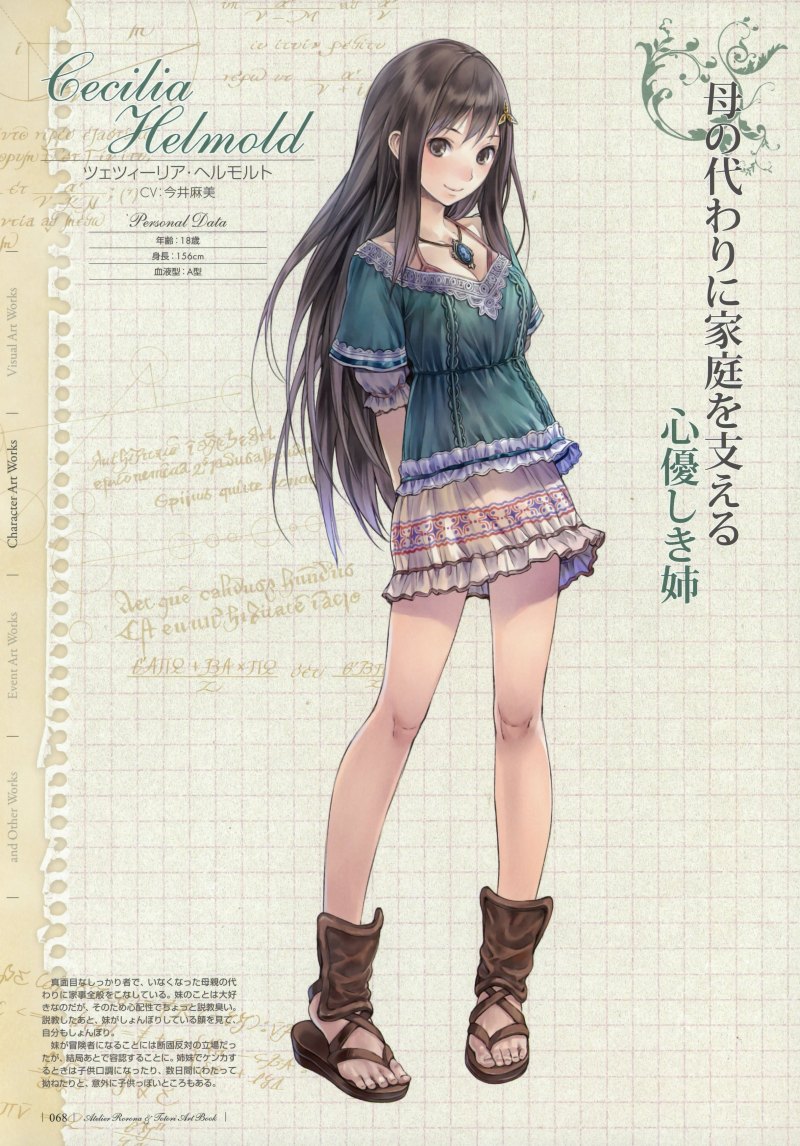 Cecilia
Helmold
ツェツィーリア・ヘルモルト
CV:今井麻美
Personal Data
年齢:18歳
身長:156cm
血液型:A型
母の代わりに家庭を支える
心優しき姉
Visual Art Works
Character Art Works
Event Art Works
and Other Works
真面目なしっかり者で、いなくなった母親の代
わりに家事全般をこなしている。妹のことは大好
きなのだが、そのため心配性でちょっと説教臭い。
説教したあと、妹がしょんぼりしている顔を見て、
自分もしょんぼり。
妹が冒険者になることには断固反対の立場だっ
たが、結局あとで容認することに。姉妹でケンカす
るときは子供口調になったり、数日間にわたって
拗ねたりと、意外に子供っぽいところもある。
068
Atelier Rorona & Totori Art Book